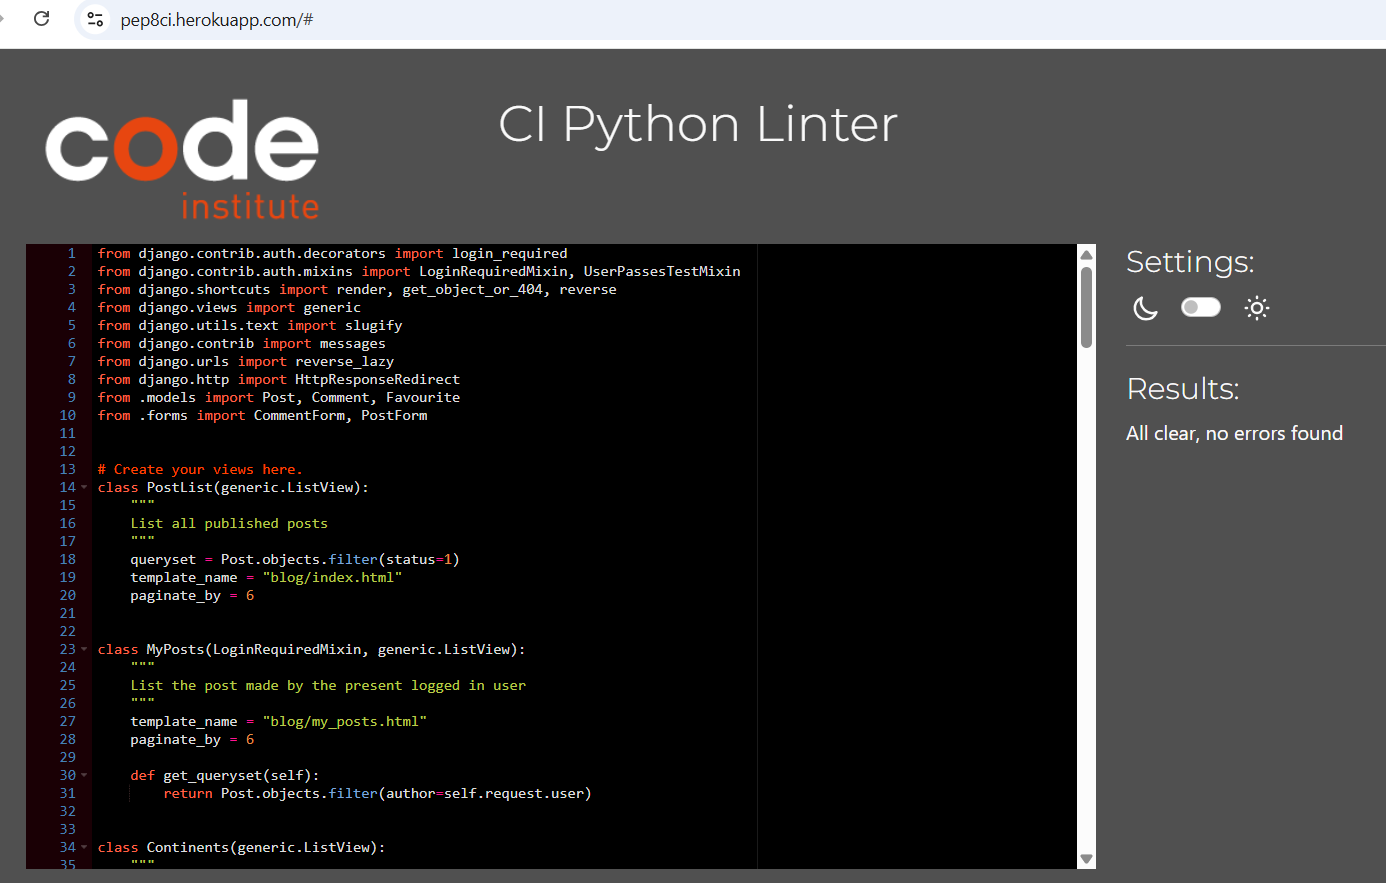 pep8ci.herokuapp.com/#
code
institute
CI Python Linter
1 from django.contrib.auth.decorators import login_required
2 from django.contrib.auth.mixins import LoginRequiredMixin, UserPassesTestMixin
3 from django.shortcuts import render, get_object_or_404, reverse
4 from django.views import generic
5 from django.utils.text import slugify
6 from django.contrib import messages
7 from django.urls import reverse_lazy
8 from django.http import HttpResponseRedirect
9 from .models import Post, Comment, Favourite
10 from .forms import CommentForm, PostForm
11
12
13 # Create your views here.
14 class PostList(generic.ListView):
15     """
16     List all published posts
17     """
18     queryset = Post.objects.filter(status=1)
19     template_name = "blog/index.html"
20     paginate_by = 6
21
22
23 class MyPosts(LoginRequiredMixin, generic.ListView):
24     """
25     List the post made by the present logged in user
26     """
27     template_name = "blog/my_posts.html"
28     paginate_by = 6
29
30     def get_queryset(self):
31         return Post.objects.filter(author=self.request.user)
32
33
34 class Continents(generic.ListView):
35     """
Settings:
Results:
All clear, no errors found